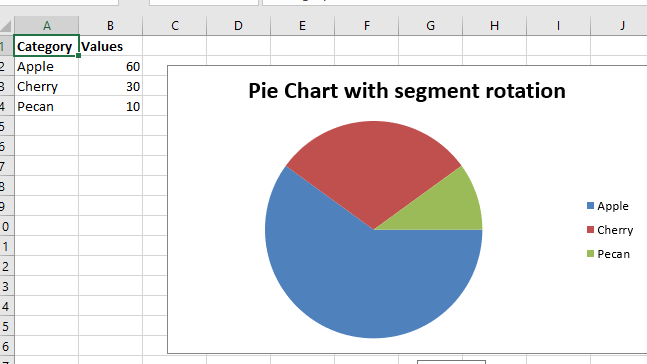 A B C D E F G H I J
1 Category Values
2 Apple 60
3 Cherry 30
4 Pecan 10
5
6
7
8
9
0
1
2
3
4
5
6
Pie Chart with segment rotation
Apple
Cherry
Pecan